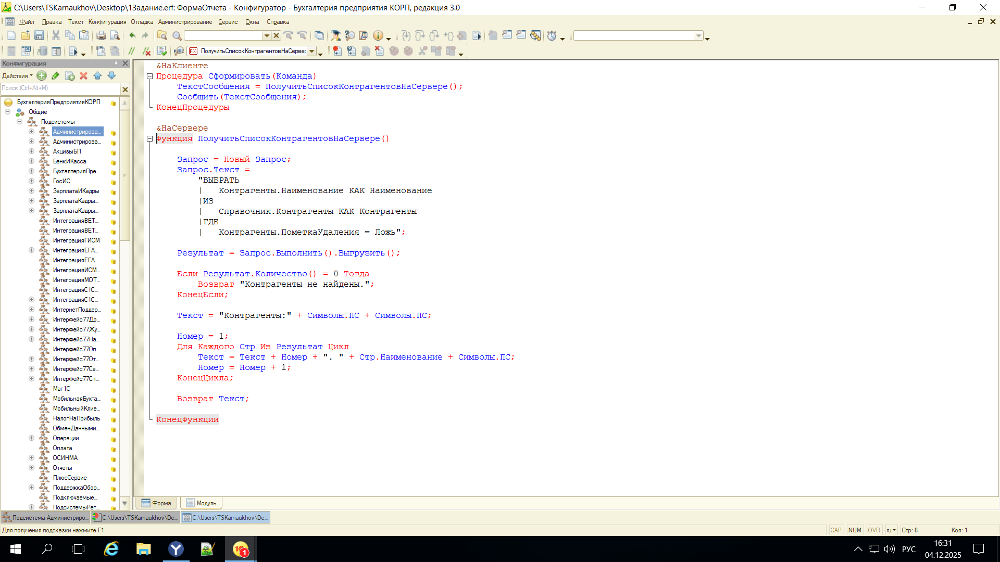 C:\Users\TSKarnaukhov\Desktop\1Задание.erf: ФормаОтчета - Конфигуратор - Бухгалтерия предприятия КОРП, редакция 3.0
Файл Правка Текст Конфигурация Отладка Администрирование Сервис Окна Справка
ПолучитьСписокКонтрагентовНаСервер
Конфигурация
Действия
Поиск (Ctrl+Alt+M)
БухгалтерияПредприятияКОРП
Общие
Подсистемы
Администрирова...
Администрирова...
АкцизыБП
БанкИКасса
БухгалтерияПре...
ГосИС
ЗарплатаИКадры
ЗарплатаКадры...
ЗарплатаКадры...
ИнтеграцияВЕТ...
ИнтеграцияВЕТ...
ИнтеграцияГИСМ
ИнтеграцияЕГА...
ИнтеграцияЕГА...
ИнтеграцияИСМ...
ИнтеграцияМОТ...
ИнтеграцияС1С...
ИнтеграцияС1С...
ИнтернетПоддер...
Интерфейс77До...
Интерфейс77Жу...
Интерфейс77На...
Интерфейс77Оп...
Интерфейс77От...
Интерфейс77Се...
Интерфейс77Сп...
Маг1С
МобильнаяБухга...
МобильныйКлие...
НалогНаПрибыль
ОбменДанными...
Операции
Оплата
ОСИНМА
Отчеты
ПлюсСервис
ПоддержкаОбор...
Подключаемые...
ПодсистемыРег...
&НаКлиенте
Процедура Сформировать(Команда)
ТекстСообщения = ПолучитьСписокКонтрагентовНаСервере();
Сообщить(ТекстСообщения);
КонецПроцедуры
&НаСервере
Функция ПолучитьСписокКонтрагентовНаСервере()
Запрос = Новый Запрос;
Запрос.Текст =
"ВЫБРАТЬ
|   Контрагенты.Наименование КАК Наименование
|ИЗ
|   Справочник.Контрагенты КАК Контрагенты
|ГДЕ
|   Контрагенты.ПометкаУдаления = Ложь";
Результат = Запрос.Выполнить().Выгрузить();
Если Результат.Количество() = 0 Тогда
Возврат "Контрагенты не найдены.";
КонецЕсли;
Текст = "Контрагенты:" + Символы.ПС + Символы.ПС;
Номер = 1;
Для Каждого Стр Из Результат Цикл
Текст = Текст + Номер + ". " + Стр.Наименование + Символы.ПС;
Номер = Номер + 1;
КонецЦикла;
Возврат Текст;
КонецФункции
Форма Модуль
Подсистема Администриро... C:\Users\TSKarnaukhov\De... C:\Users\TSKarnaukhov\De...
Для получения подсказки нажмите F1
CAP NUM OVR ru Стр: 8 Кол: 1
1
РУС
16:31
04.12.2025